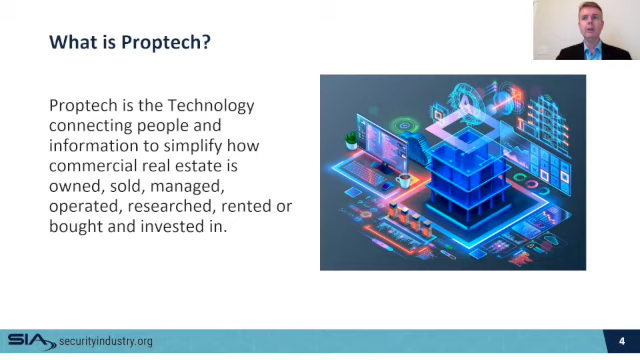 What is Proptech?
Proptech is the Technology
connecting people and
information to simplify how
commercial real estate is
owned, sold, managed,
operated, researched, rented or
bought and invested in.
SIA securityindustry.org
4